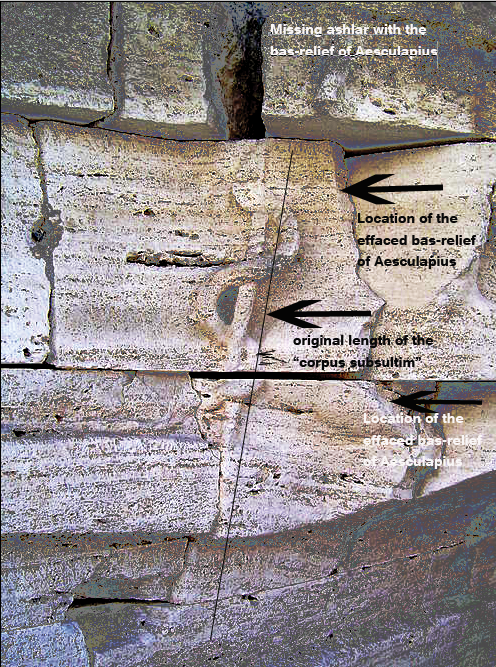 Missing ashlar with the
bas-relief of Aesculapius
Location of the
effaced bas-relief
of Aesculapius
original length of the
“corpus subsultim”
Location of the
effaced bas-relief
of Aesculapius